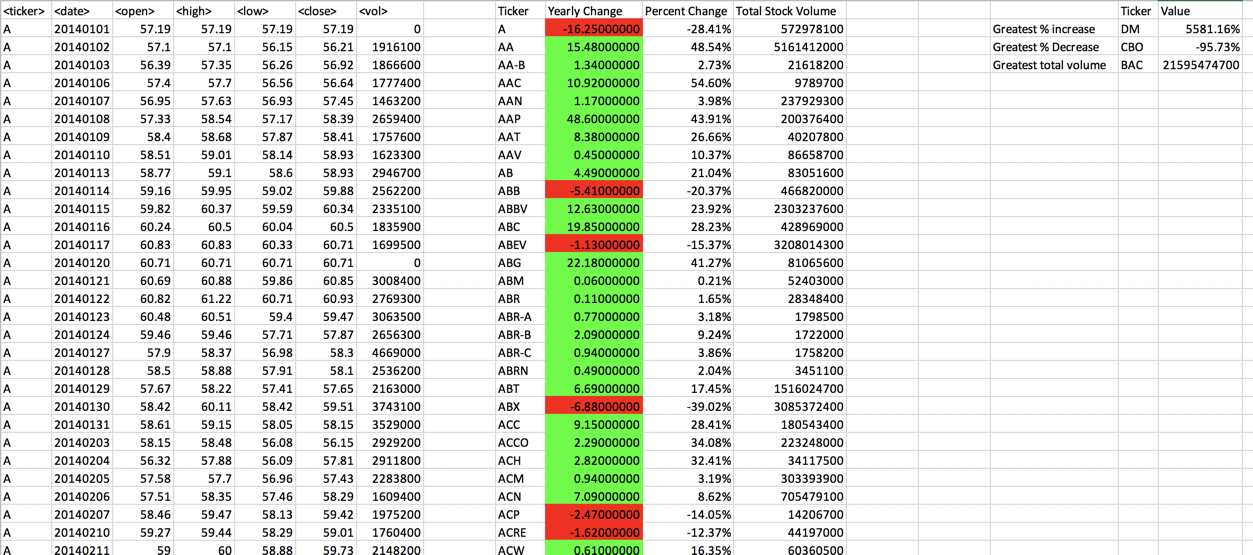 <ticker> <date> <open> <high> <low> <close> <vol> Ticker Yearly Change Percent Change Total Stock Volume Ticker Value
A 20140101 57.19 57.19 57.19 57.19 0 A -16.25000000 -28.41% 572978100 Greatest % increase DM 5581.16%
A 20140102 57.1 57.1 56.15 56.21 1916100 AA 15.48000000 48.54% 5161412000 Greatest % Decrease CBO -95.73%
A 20140103 56.39 57.35 56.26 56.92 1866600 AA-B 1.34000000 2.73% 21618200 Greatest total volume BAC 21595474700
A 20140106 57.4 57.7 56.56 56.64 1777400 AAC 10.92000000 54.60% 9789700
A 20140107 56.95 57.63 56.93 57.45 1463200 AAN 1.17000000 3.98% 237929300
A 20140108 57.33 58.54 57.17 58.39 2659400 AAP 48.60000000 43.91% 200376400
A 20140109 58.4 58.68 57.87 58.41 1757600 AAT 8.38000000 26.66% 40207800
A 20140110 58.51 59.01 58.14 58.93 1623300 AAV 0.45000000 10.37% 86658700
A 20140113 58.77 59.1 58.6 58.93 2946700 AB 4.49000000 21.04% 83051600
A 20140114 59.16 59.95 59.02 59.88 2562200 ABB -5.41000000 -20.37% 466820000
A 20140115 59.82 60.37 59.59 60.34 2335100 ABBV 12.63000000 23.92% 2303237600
A 20140116 60.24 60.5 60.04 60.5 1835900 ABC 19.85000000 28.23% 428969000
A 20140117 60.83 60.83 60.33 60.71 1699500 ABEV -1.13000000 -15.37% 3208014300
A 20140120 60.71 60.71 60.71 60.71 0 ABG 22.18000000 41.27% 81065600
A 20140121 60.69 60.88 59.86 60.85 3008400 ABM 0.06000000 0.21% 52403000
A 20140122 60.82 61.22 60.71 60.93 2769300 ABR 0.11000000 1.65% 28348400
A 20140123 60.48 60.51 59.4 59.47 3063500 ABR-A 0.77000000 3.18% 1798500
A 20140124 59.46 59.46 57.71 57.87 2656300 ABR-B 2.09000000 9.24% 1722000
A 20140127 57.9 58.37 56.98 58.3 4669000 ABR-C 0.94000000 3.86% 1758200
A 20140128 58.5 58.88 57.91 58.1 2536200 ABRN 0.49000000 2.04% 3451100
A 20140129 57.67 58.22 57.41 57.65 2163000 ABT 6.69000000 17.45% 1516024700
A 20140130 58.42 60.11 58.42 59.51 3743100 ABX -6.88000000 -39.02% 3085372400
A 20140131 58.61 59.15 58.05 58.15 3529000 ACC 9.15000000 28.41% 180543400
A 20140203 58.15 58.48 56.08 56.15 2929200 ACCO 2.29000000 34.08% 223248000
A 20140204 56.32 57.88 56.09 57.81 2911800 ACH 2.82000000 32.41% 34117500
A 20140205 57.58 57.7 56.96 57.43 2283800 ACM 0.94000000 3.19% 303393900
A 20140206 57.51 58.35 57.46 58.29 1609400 ACN 7.09000000 8.62% 705479100
A 20140207 58.46 59.47 58.13 59.42 1975200 ACP -2.47000000 -14.05% 14206700
A 20140210 59.27 59.44 58.29 59.01 1760400 ACRE -1.62000000 -12.37% 44197000
A 20140211 59 60 58.88 59.73 2148200 ACW 0.61000000 16.35% 60360500